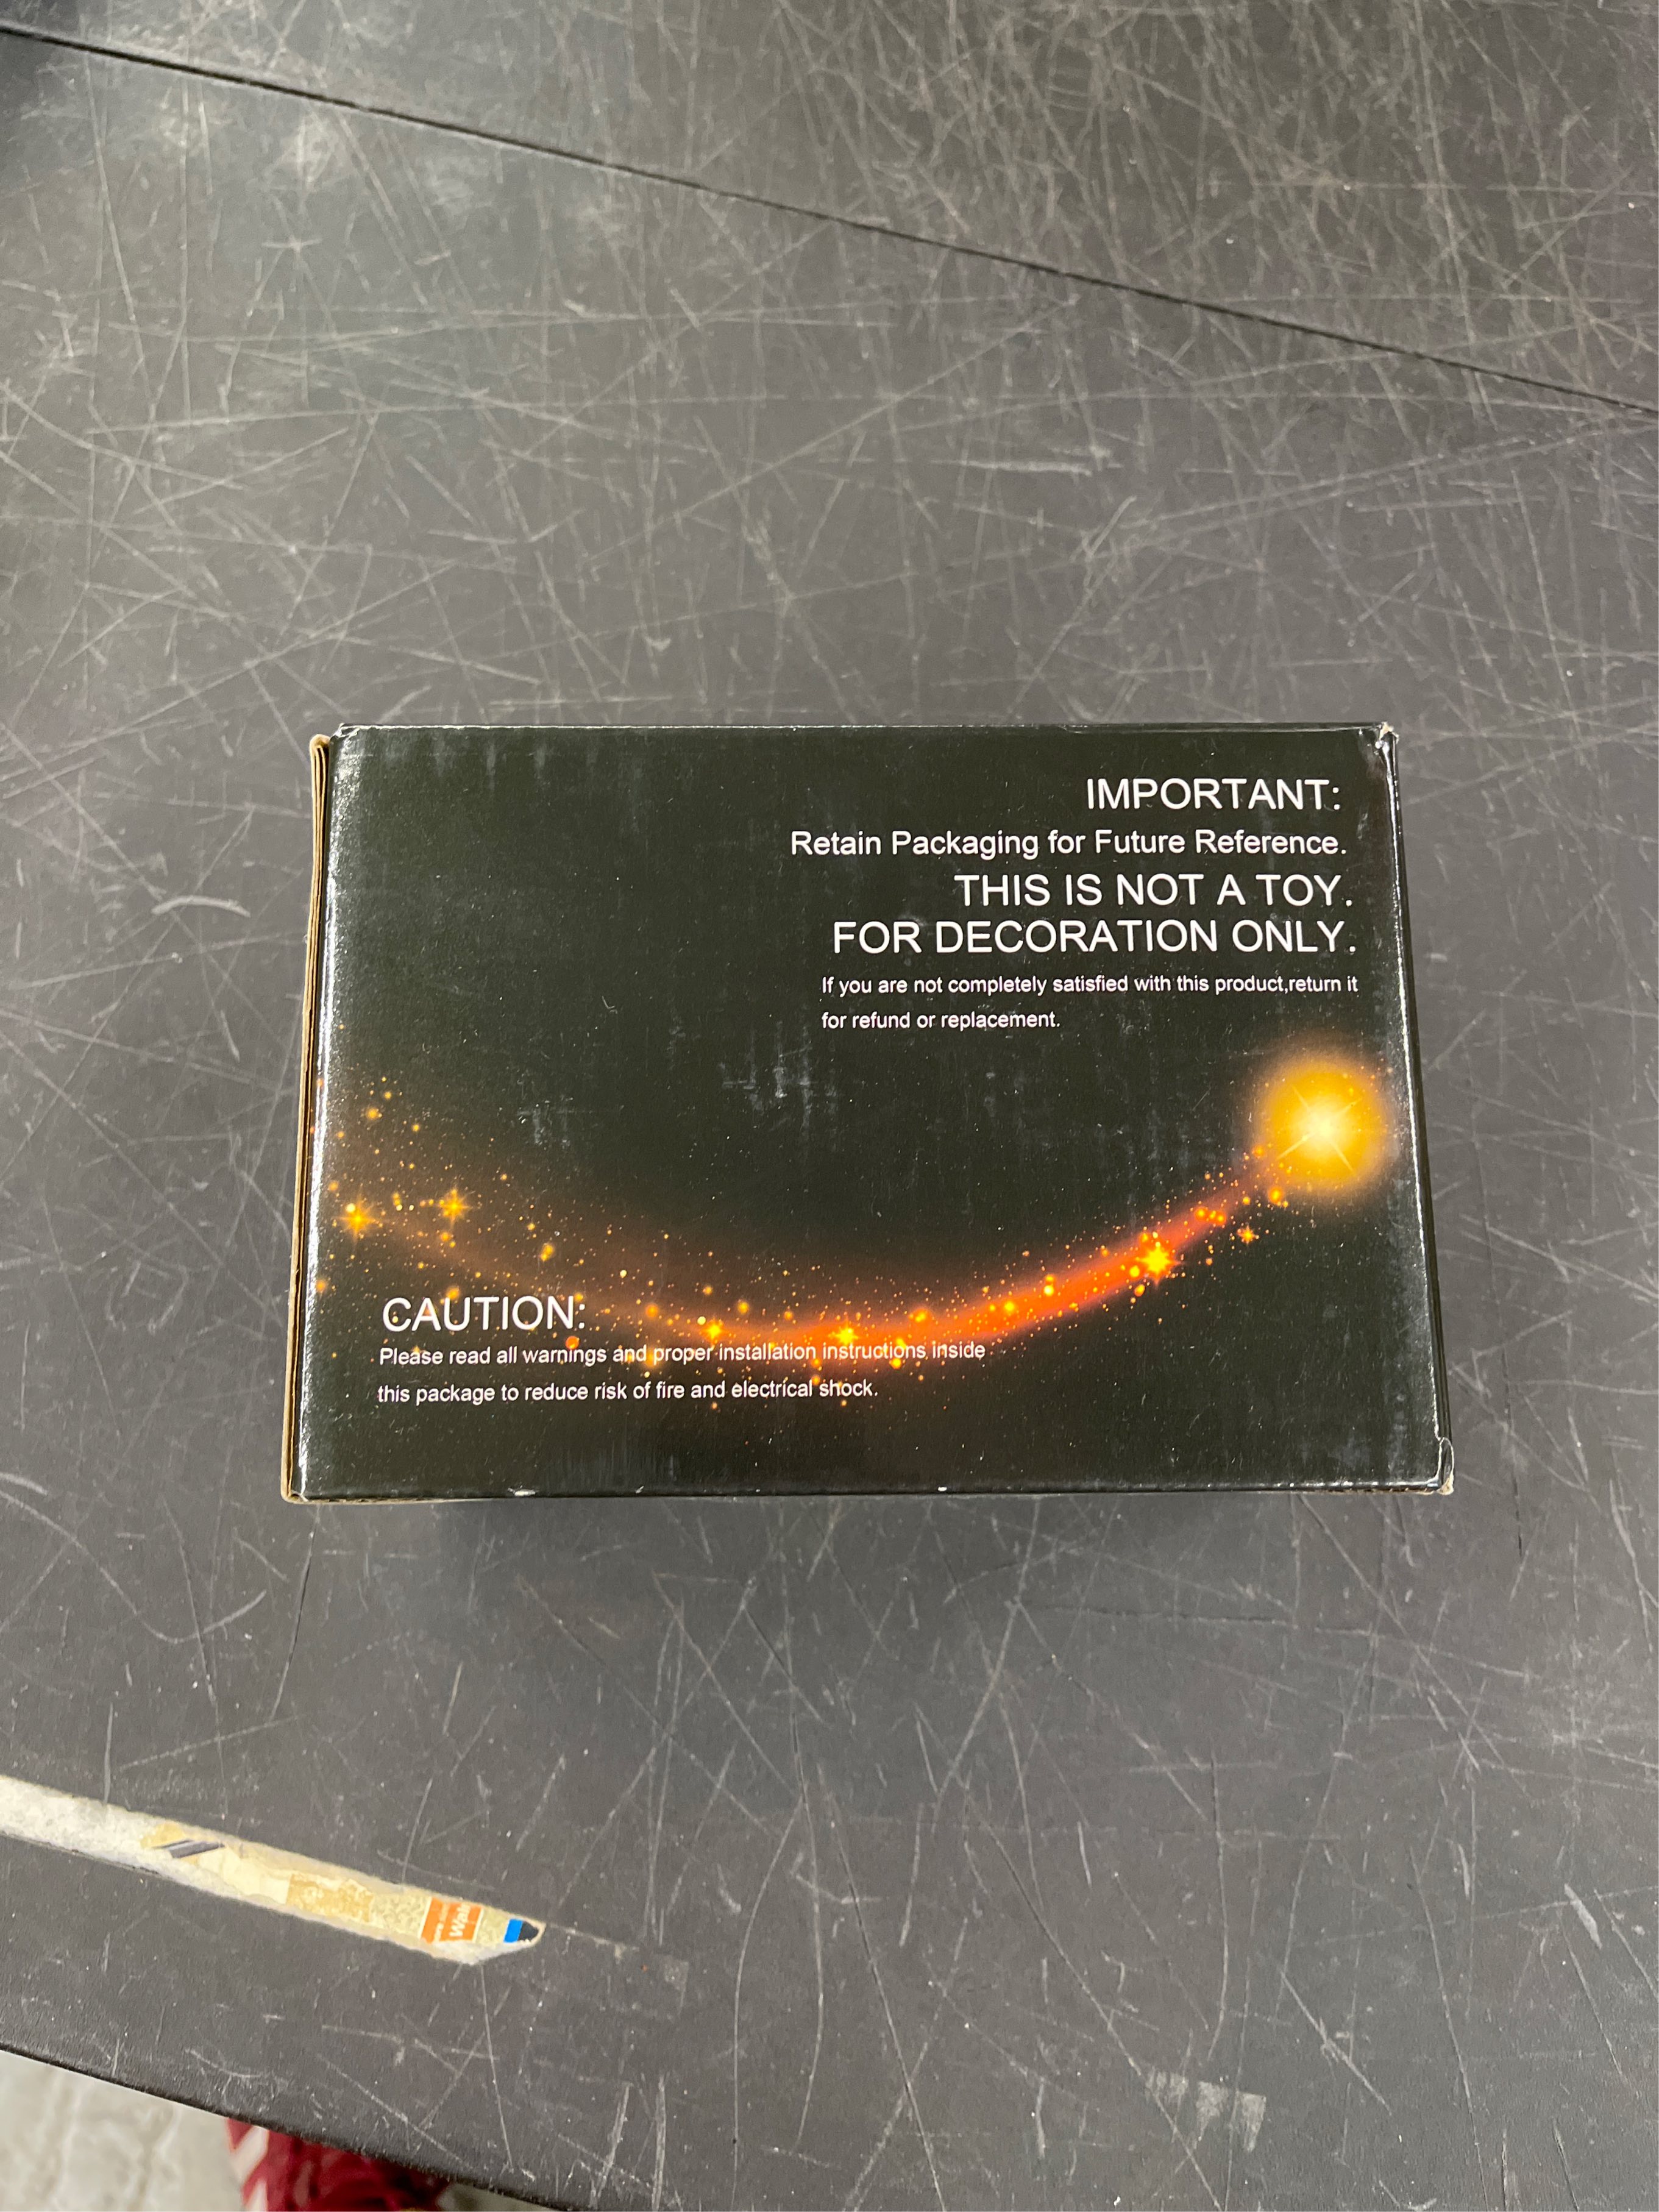 IMPORTANT:
Retain Packaging for Future Reference.
THIS IS NOT A TOY.
FOR DECORATION ONLY.
If you are not completely satisfied with this product,return it
for refund or replacement.
CAUTION:
Please read all warnings and proper installation instructions inside
this package to reduce risk of fire and electrical shock.